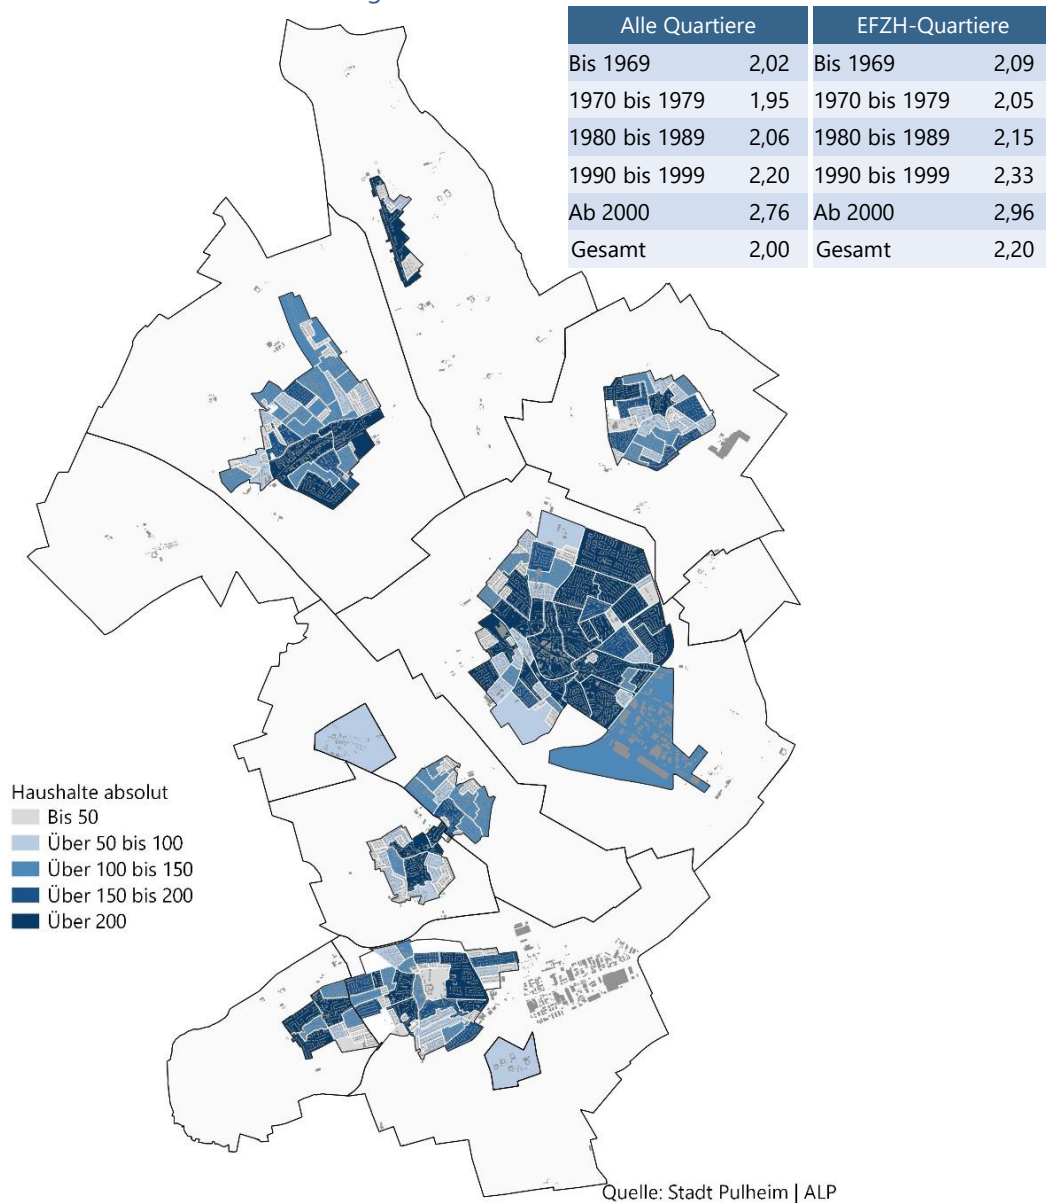 Alle Quartiere EFZH-Quartiere
Bis 1969 2,02 Bis 1969 2,09
1970 bis 1979 1,95 1970 bis 1979 2,05
1980 bis 1989 2,06 1980 bis 1989 2,15
1990 bis 1999 2,20 1990 bis 1999 2,33
Ab 2000 2,76 Ab 2000 2,96
Gesamt 2,00 Gesamt 2,20
Haushalte absolut
Bis 50
Über 50 bis 100
Über 100 bis 150
Über 150 bis 200
Über 200
Quelle: Stadt Pulheim | ALP